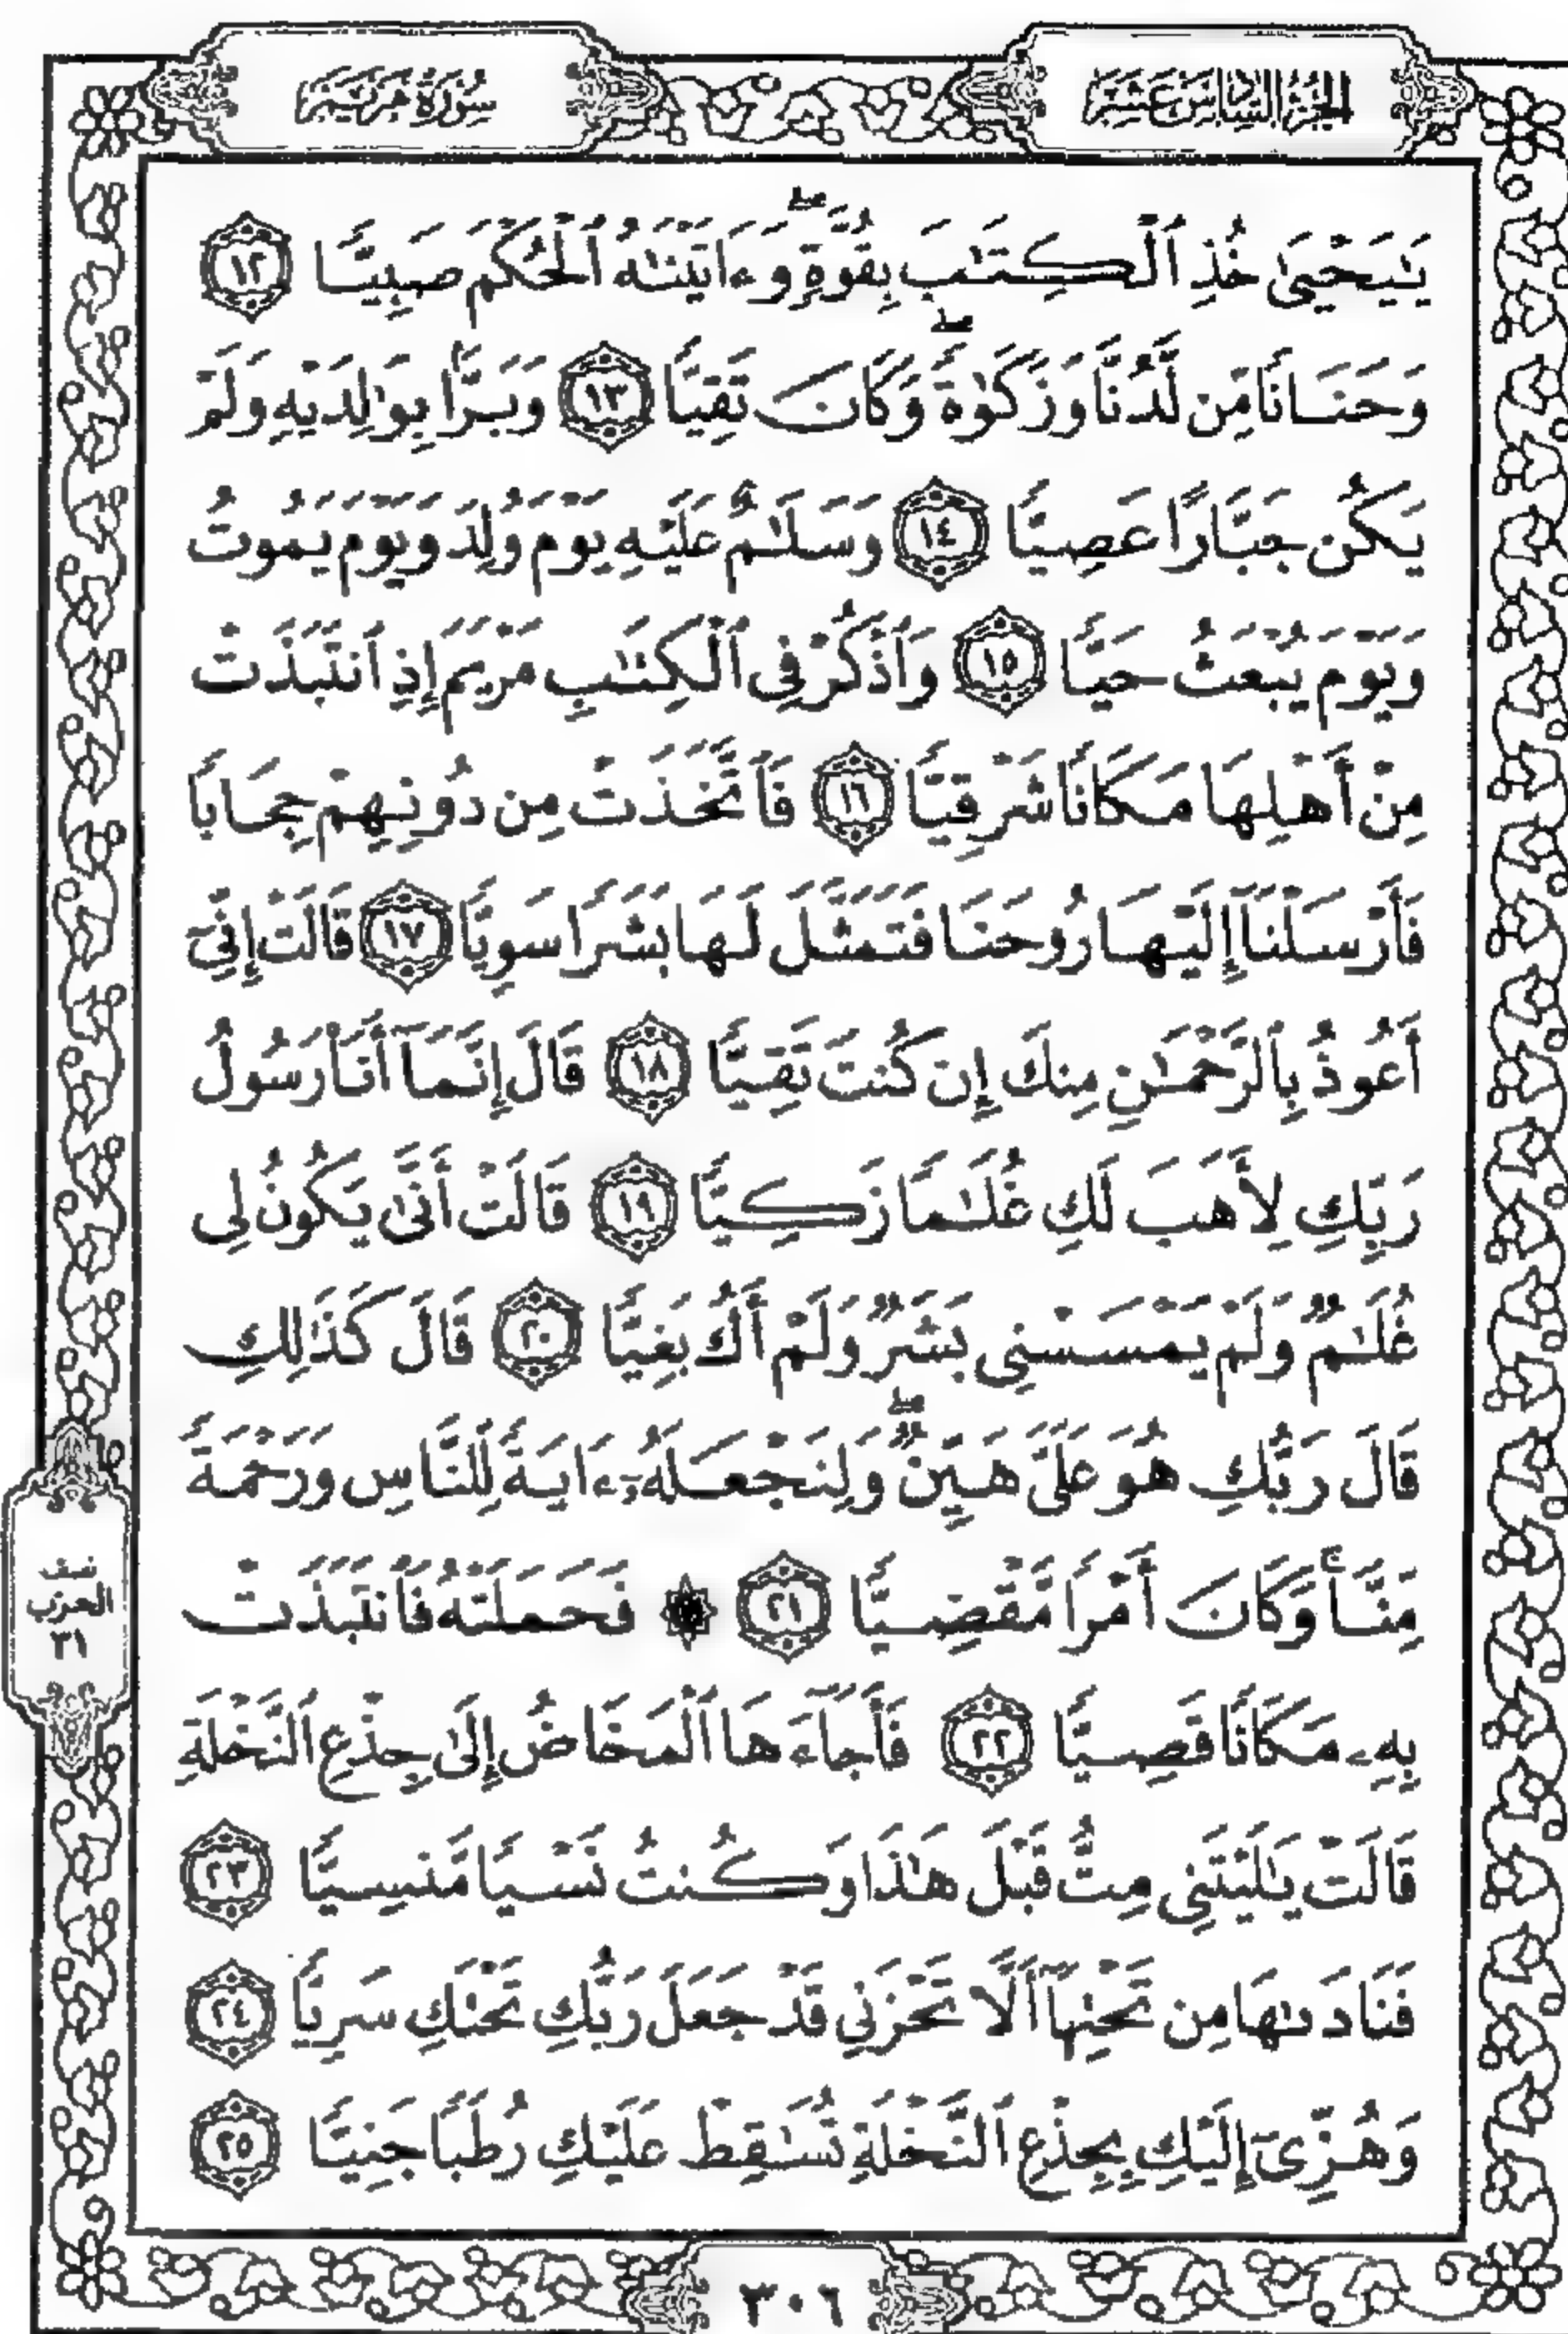 الجزء السادس عشر
سورة مريم
يَٰيَحْيَىٰ خُذِ ٱلْكِتَٰبَ بِقُوَّةٍۖ وَءَاتَيْنَٰهُ ٱلْحُكْمَ صَبِيًّا ١٢
وَحَنَانًا مِّن لَّدُنَّا وَزَكَوٰةًۖ وَكَانَ تَقِيًّا ١٣ وَبَرًّۢا بِوَٰلِدَيْهِ وَلَمْ
يَكُن جَبَّارًا عَصِيًّا ١٤ وَسَلَٰمٌ عَلَيْهِ يَوْمَ وُلِدَ وَيَوْمَ يَمُوتُ
وَيَوْمَ يُبْعَثُ حَيًّا ١٥ وَٱذْكُرْ فِى ٱلْكِتَٰبِ مَرْيَمَ إِذِ ٱنتَبَذَتْ
مِنْ أَهْلِهَا مَكَانًا شَرْقِيًّا ١٦ فَٱتَّخَذَتْ مِن دُونِهِمْ حِجَابًا
فَأَرْسَلْنَآ إِلَيْهَا رُوحَنَا فَتَمَثَّلَ لَهَا بَشَرًا سَوِيًّا ١٧ قَالَتْ إِنِّىٓ
أَعُوذُ بِٱلرَّحْمَٰنِ مِنكَ إِن كُنتَ تَقِيًّا ١٨ قَالَ إِنَّمَآ أَنَا۠ رَسُولُ
رَبِّكِ لِأَهَبَ لَكِ غُلَٰمًا زَكِيًّا ١٩ قَالَتْ أَنَّىٰ يَكُونُ لِى
غُلَٰمٌ وَلَمْ يَمْسَسْنِى بَشَرٌ وَلَمْ أَكُ بَغِيًّا ٢٠ قَالَ كَذَٰلِكِ
قَالَ رَبُّكِ هُوَ عَلَىَّ هَيِّنٌۖ وَلِنَجْعَلَهُۥٓ ءَايَةً لِّلنَّاسِ وَرَحْمَةً
مِّنَّاۚ وَكَانَ أَمْرًا مَّقْضِيًّا ٢١ ۞ فَحَمَلَتْهُ فَٱنتَبَذَتْ
بِهِۦ مَكَانًا قَصِيًّا ٢٢ فَأَجَآءَهَا ٱلْمَخَاضُ إِلَىٰ جِذْعِ ٱلنَّخْلَةِ
قَالَتْ يَٰلَيْتَنِى مِتُّ قَبْلَ هَٰذَا وَكُنتُ نَسْيًا مَّنسِيًّا ٢٣
فَنَادَىٰهَا مِن تَحْتِهَآ أَلَّا تَحْزَنِى قَدْ جَعَلَ رَبُّكِ تَحْتَكِ سَرِيًّا ٢٤
وَهُزِّىٓ إِلَيْكِ بِجِذْعِ ٱلنَّخْلَةِ تُسَٰقِطْ عَلَيْكِ رُطَبًا جَنِيًّا ٢٥
نصف
الحزب
٣١
٣٠٦